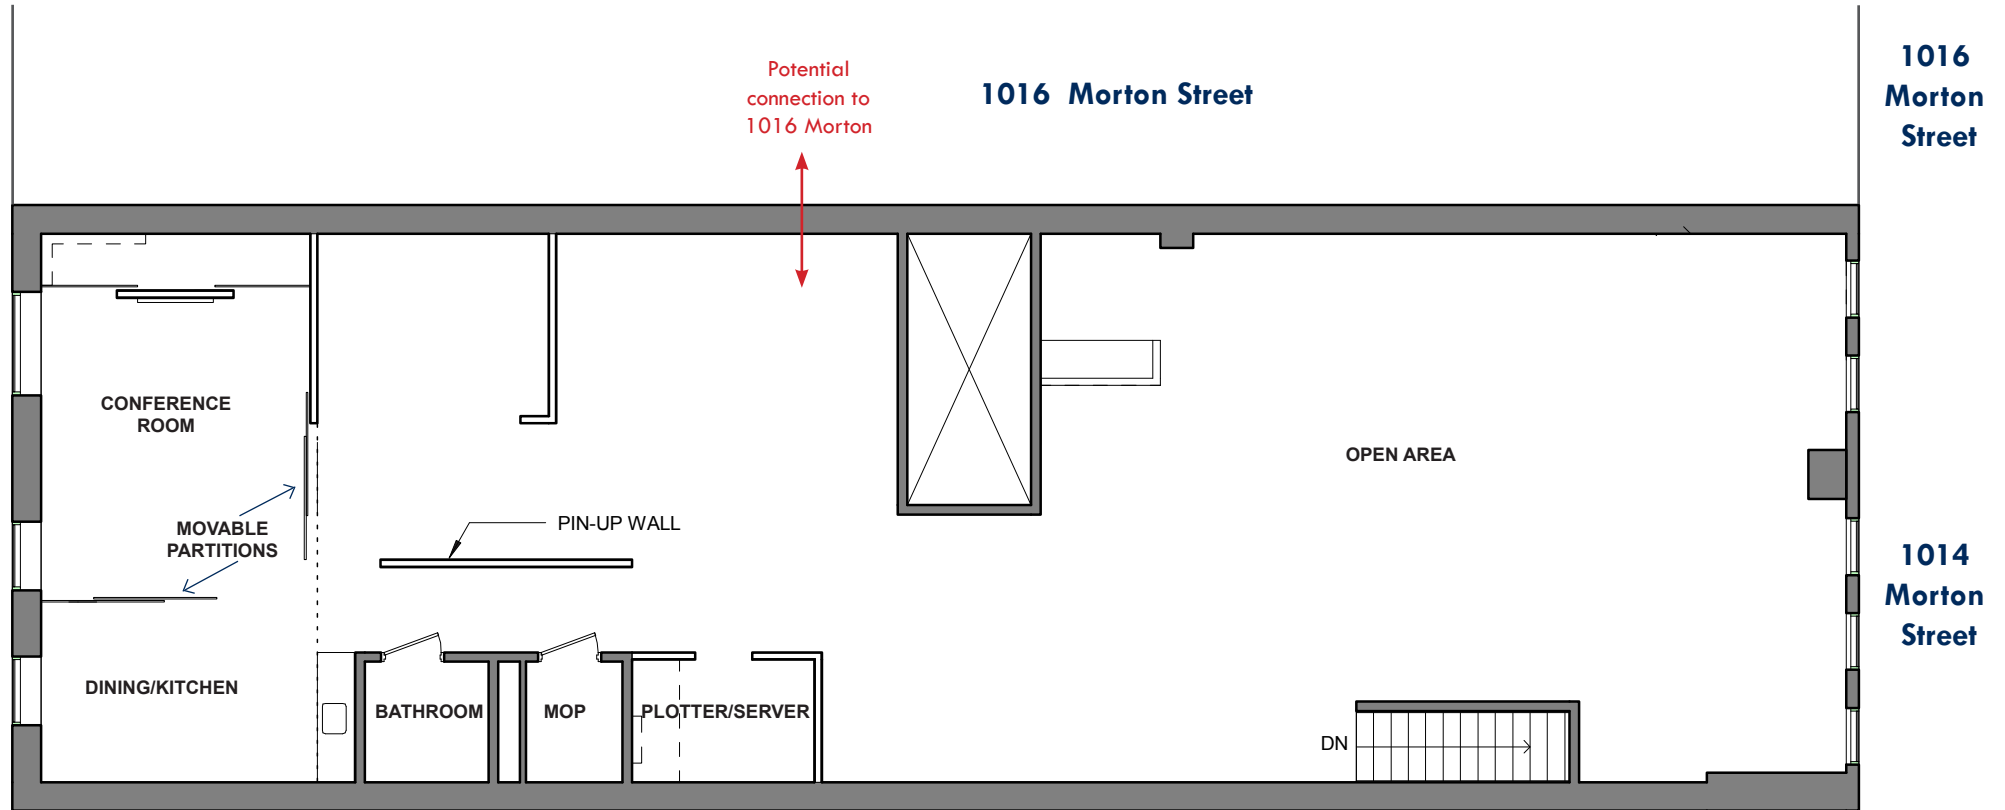 Potential
connection to
1016 Morton
1016 Morton Street
1016
Morton
Street
CONFERENCE
ROOM
MOVABLE
PARTITIONS
PIN-UP WALL
OPEN AREA
1014
Morton
Street
DINING/KITCHEN
BATHROOM
MOP
PLOTTER/SERVER
DN